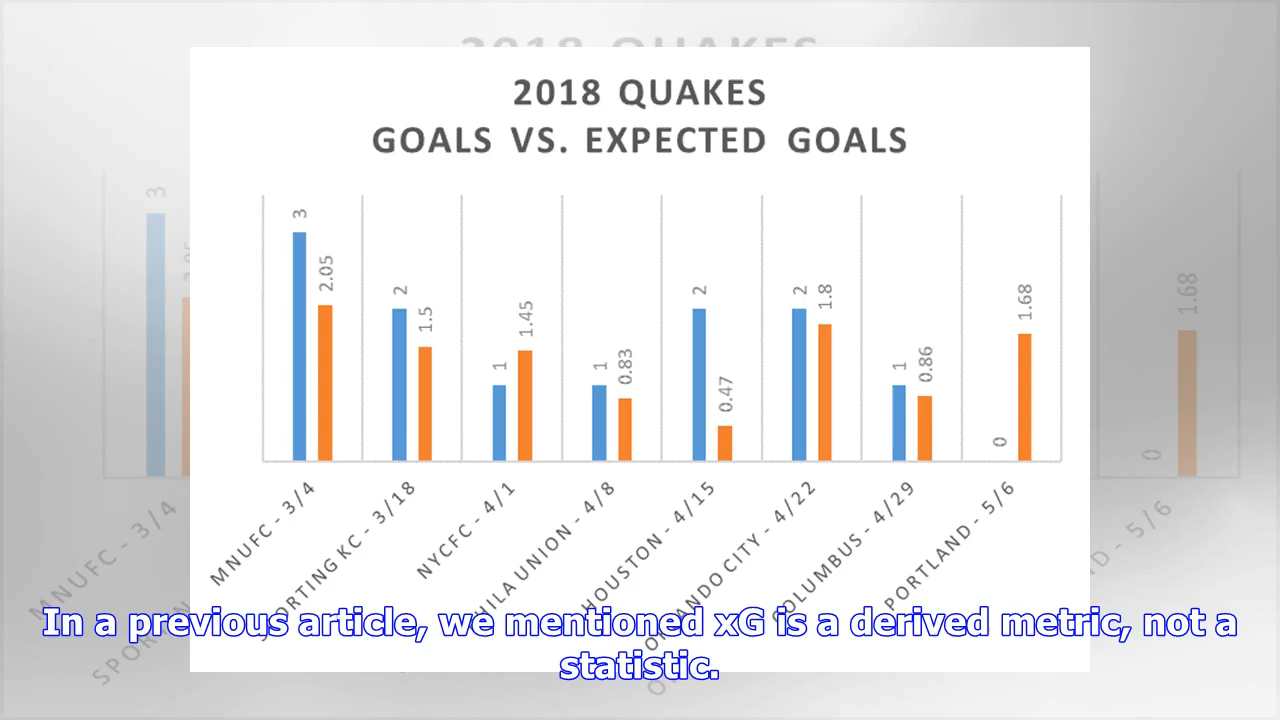 2018 QUAKES
GOALS VS. EXPECTED GOALS
3
2.05
2
1.5
1
1.45
1
0.83
2
0.47
2
1.8
1
0.86
0
1.68
MNUFC - 3/4
SPORTING KC - 3/18
NYCFC - 4/1
PHILA UNION - 4/8
HOUSTON - 4/15
ORLANDO CITY - 4/22
COLUMBUS - 4/29
PORTLAND - 5/6
In a previous article, we mentioned xG is a derived metric, not a
statistic.